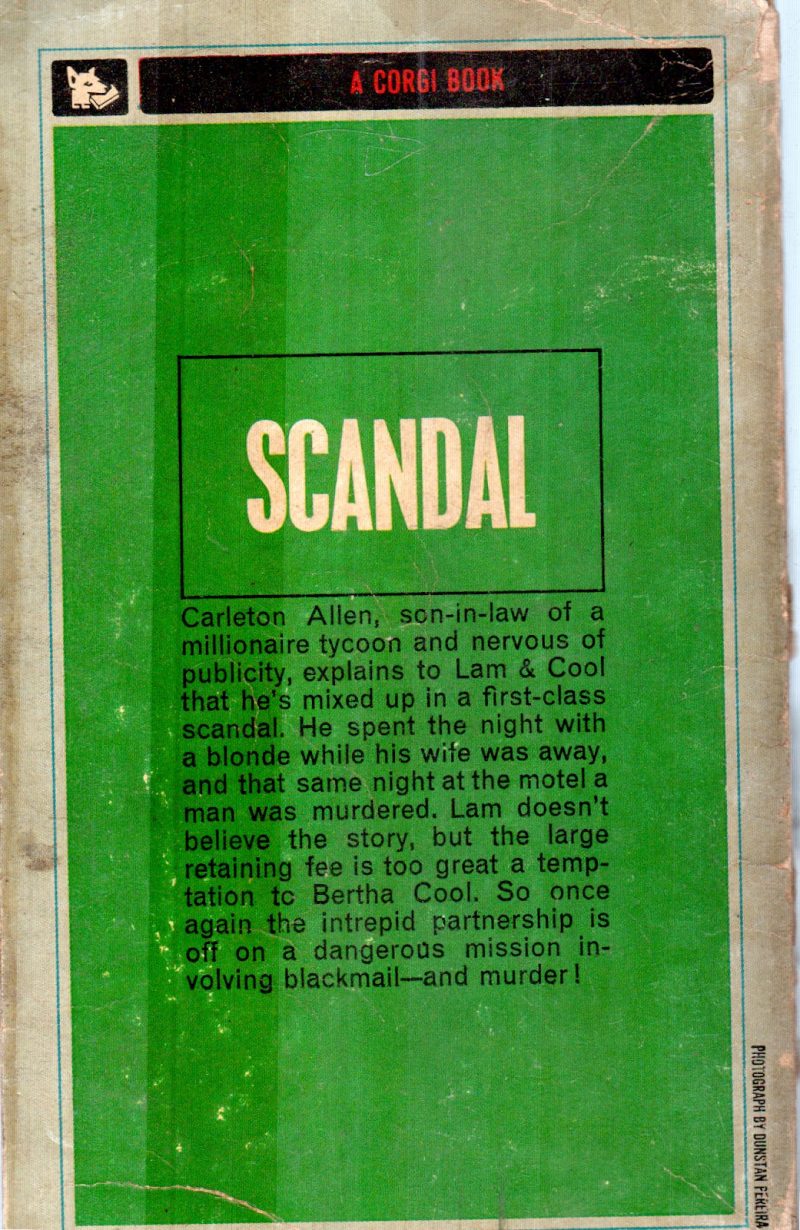 A CORGI BOOK
SCANDAL
Carleton Allen, son-in-law of a
millionaire tycoon and nervous of
publicity, explains to Lam & Cool
that he's mixed up in a first-class
scandal. He spent the night with
a blonde while his wife was away,
and that same night at the motel a
man was murdered. Lam doesn't
believe the story, but the large
retaining fee is too great a temp-
tation to Bertha Cool. So once
again the intrepid partnership is
off on a dangerous mission in-
volving blackmail—and murder!
PHOTOGRAPH BY DUNSTAN PEREIRA